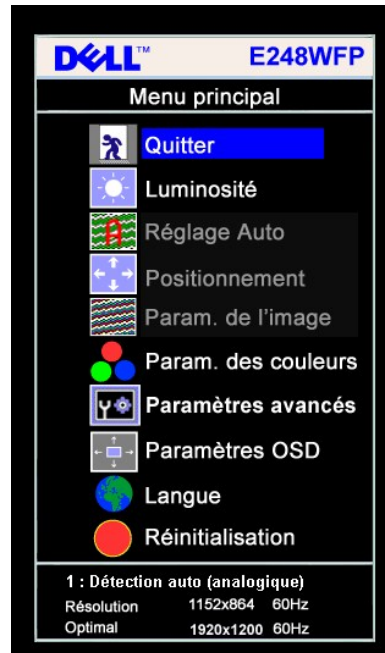 DELL™ E248WFP
Menu principal
Quitter
Luminosité
Réglage Auto
Positionnement
Param. de l'image
Param. des couleurs
Paramètres avancés
Paramètres OSD
Langue
Réinitialisation
1 : Détection auto (analogique)
Résolution 1152x864 60Hz
Optimal 1920x1200 60Hz